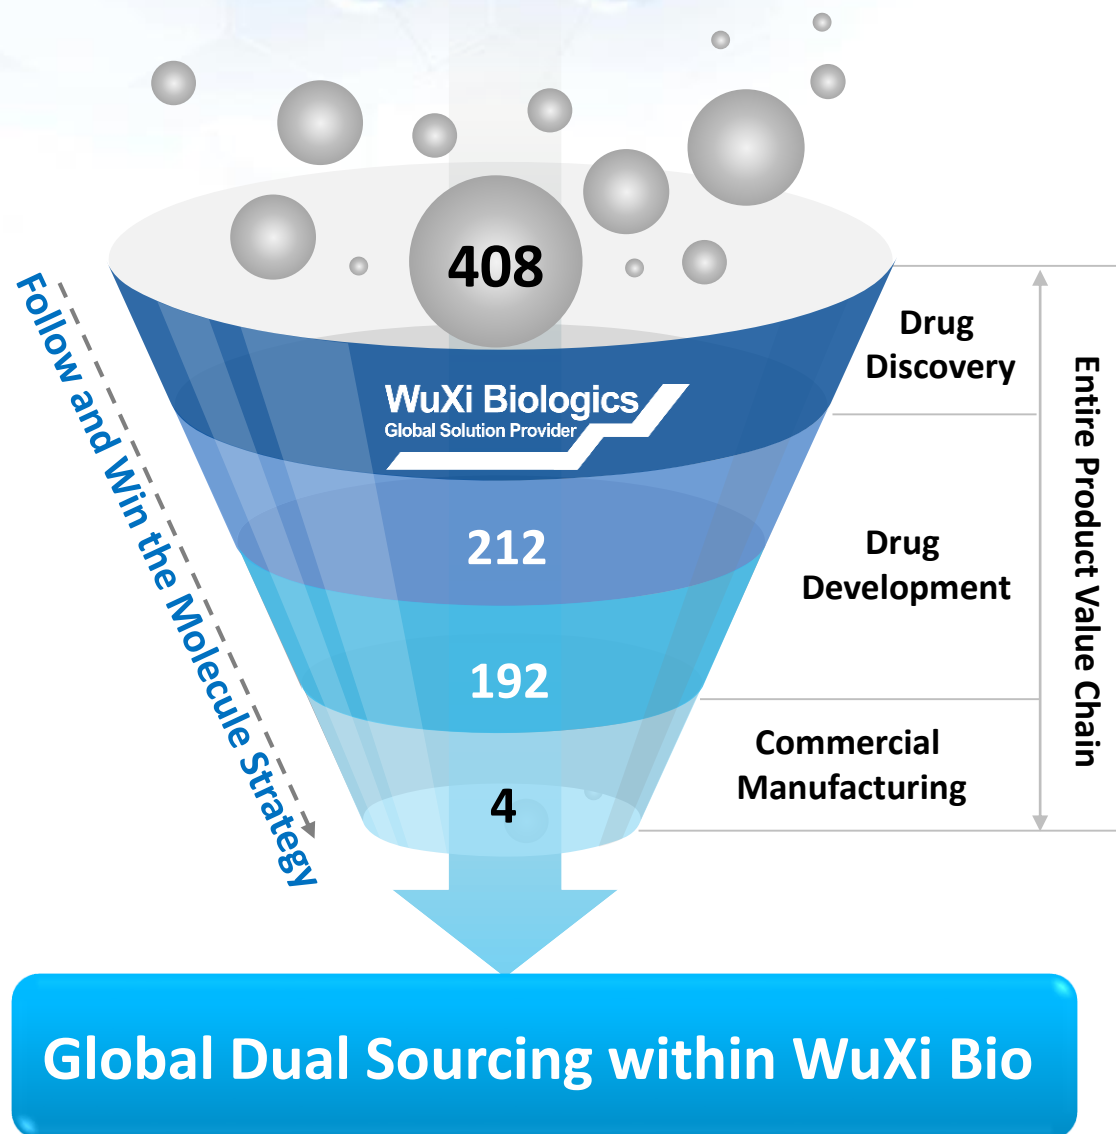 408
Drug
Discovery
WuXi Biologics
Global Solution Provider
212
Drug
Development
192
Commercial
Manufacturing
4
Entire Product Value Chain
Follow and Win the Molecule Strategy
Global Dual Sourcing within WuXi Bio